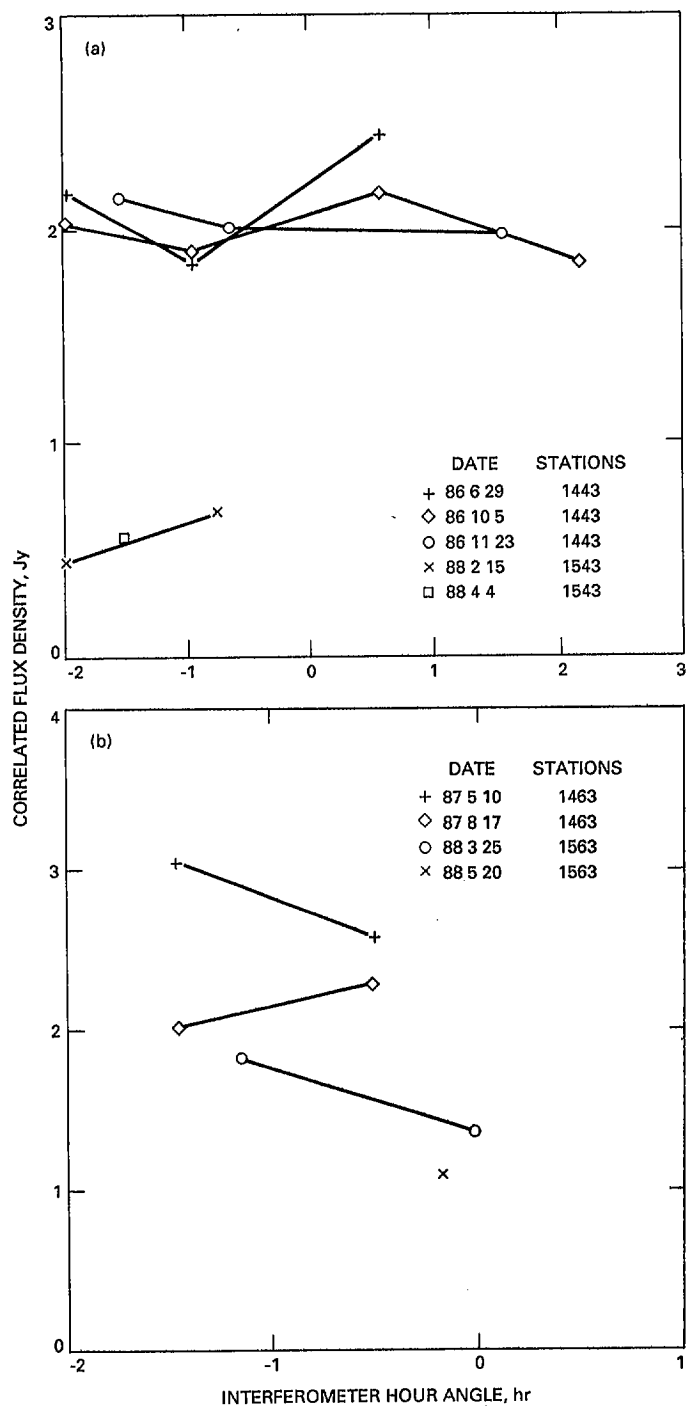 (a)
3
2
1
0
DATE STATIONS
+ 86 6 29 1443
◇ 86 10 5 1443
○ 86 11 23 1443
× 88 2 15 1543
□ 88 4 4 1543
-2 -1 0 1 2 3
CORRELATED FLUX DENSITY, Jy
(b)
4
3
2
1
0
DATE STATIONS
+ 87 5 10 1463
◇ 87 8 17 1463
○ 88 3 25 1563
× 88 5 20 1563
-2 -1 0 1
INTERFEROMETER HOUR ANGLE, hr